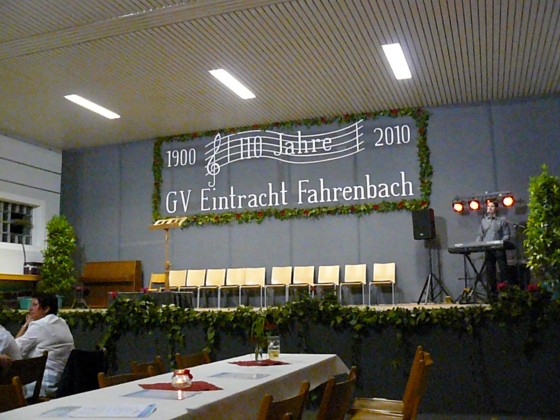 1900 110 Jahre 2010
GV Eintracht Fahrenbach